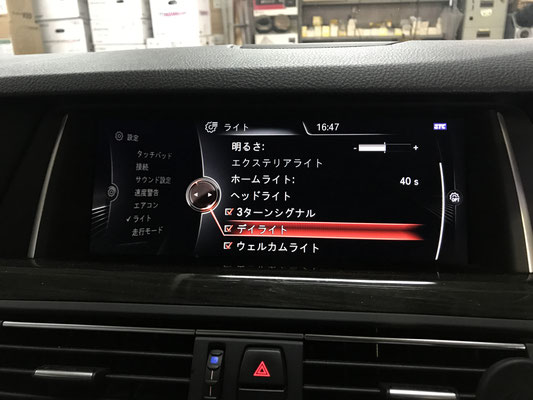 設定
タッチパッド
接続
サウンド設定
速度警告
エアコン
ライト
走行モード
ライト
16:47
明るさ:
- +
エクステリアライト
ホームライト: 40 s
ヘッドライト
3ターンシグナル
デイライト
ウェルカムライト